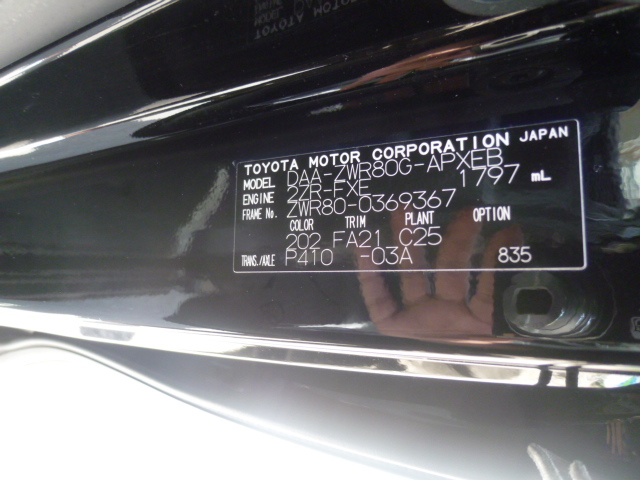 TOYOTA MOTOR CORPORATION JAPAN
MODEL DAA-ZWR80G-APXEB
ENGINE 2ZR-FXE 1797 mL
FRAME No. ZWR80-0369367
COLOR TRIM PLANT OPTION
202 FA21 C25
TRANS./AXLE P410 -03A 835